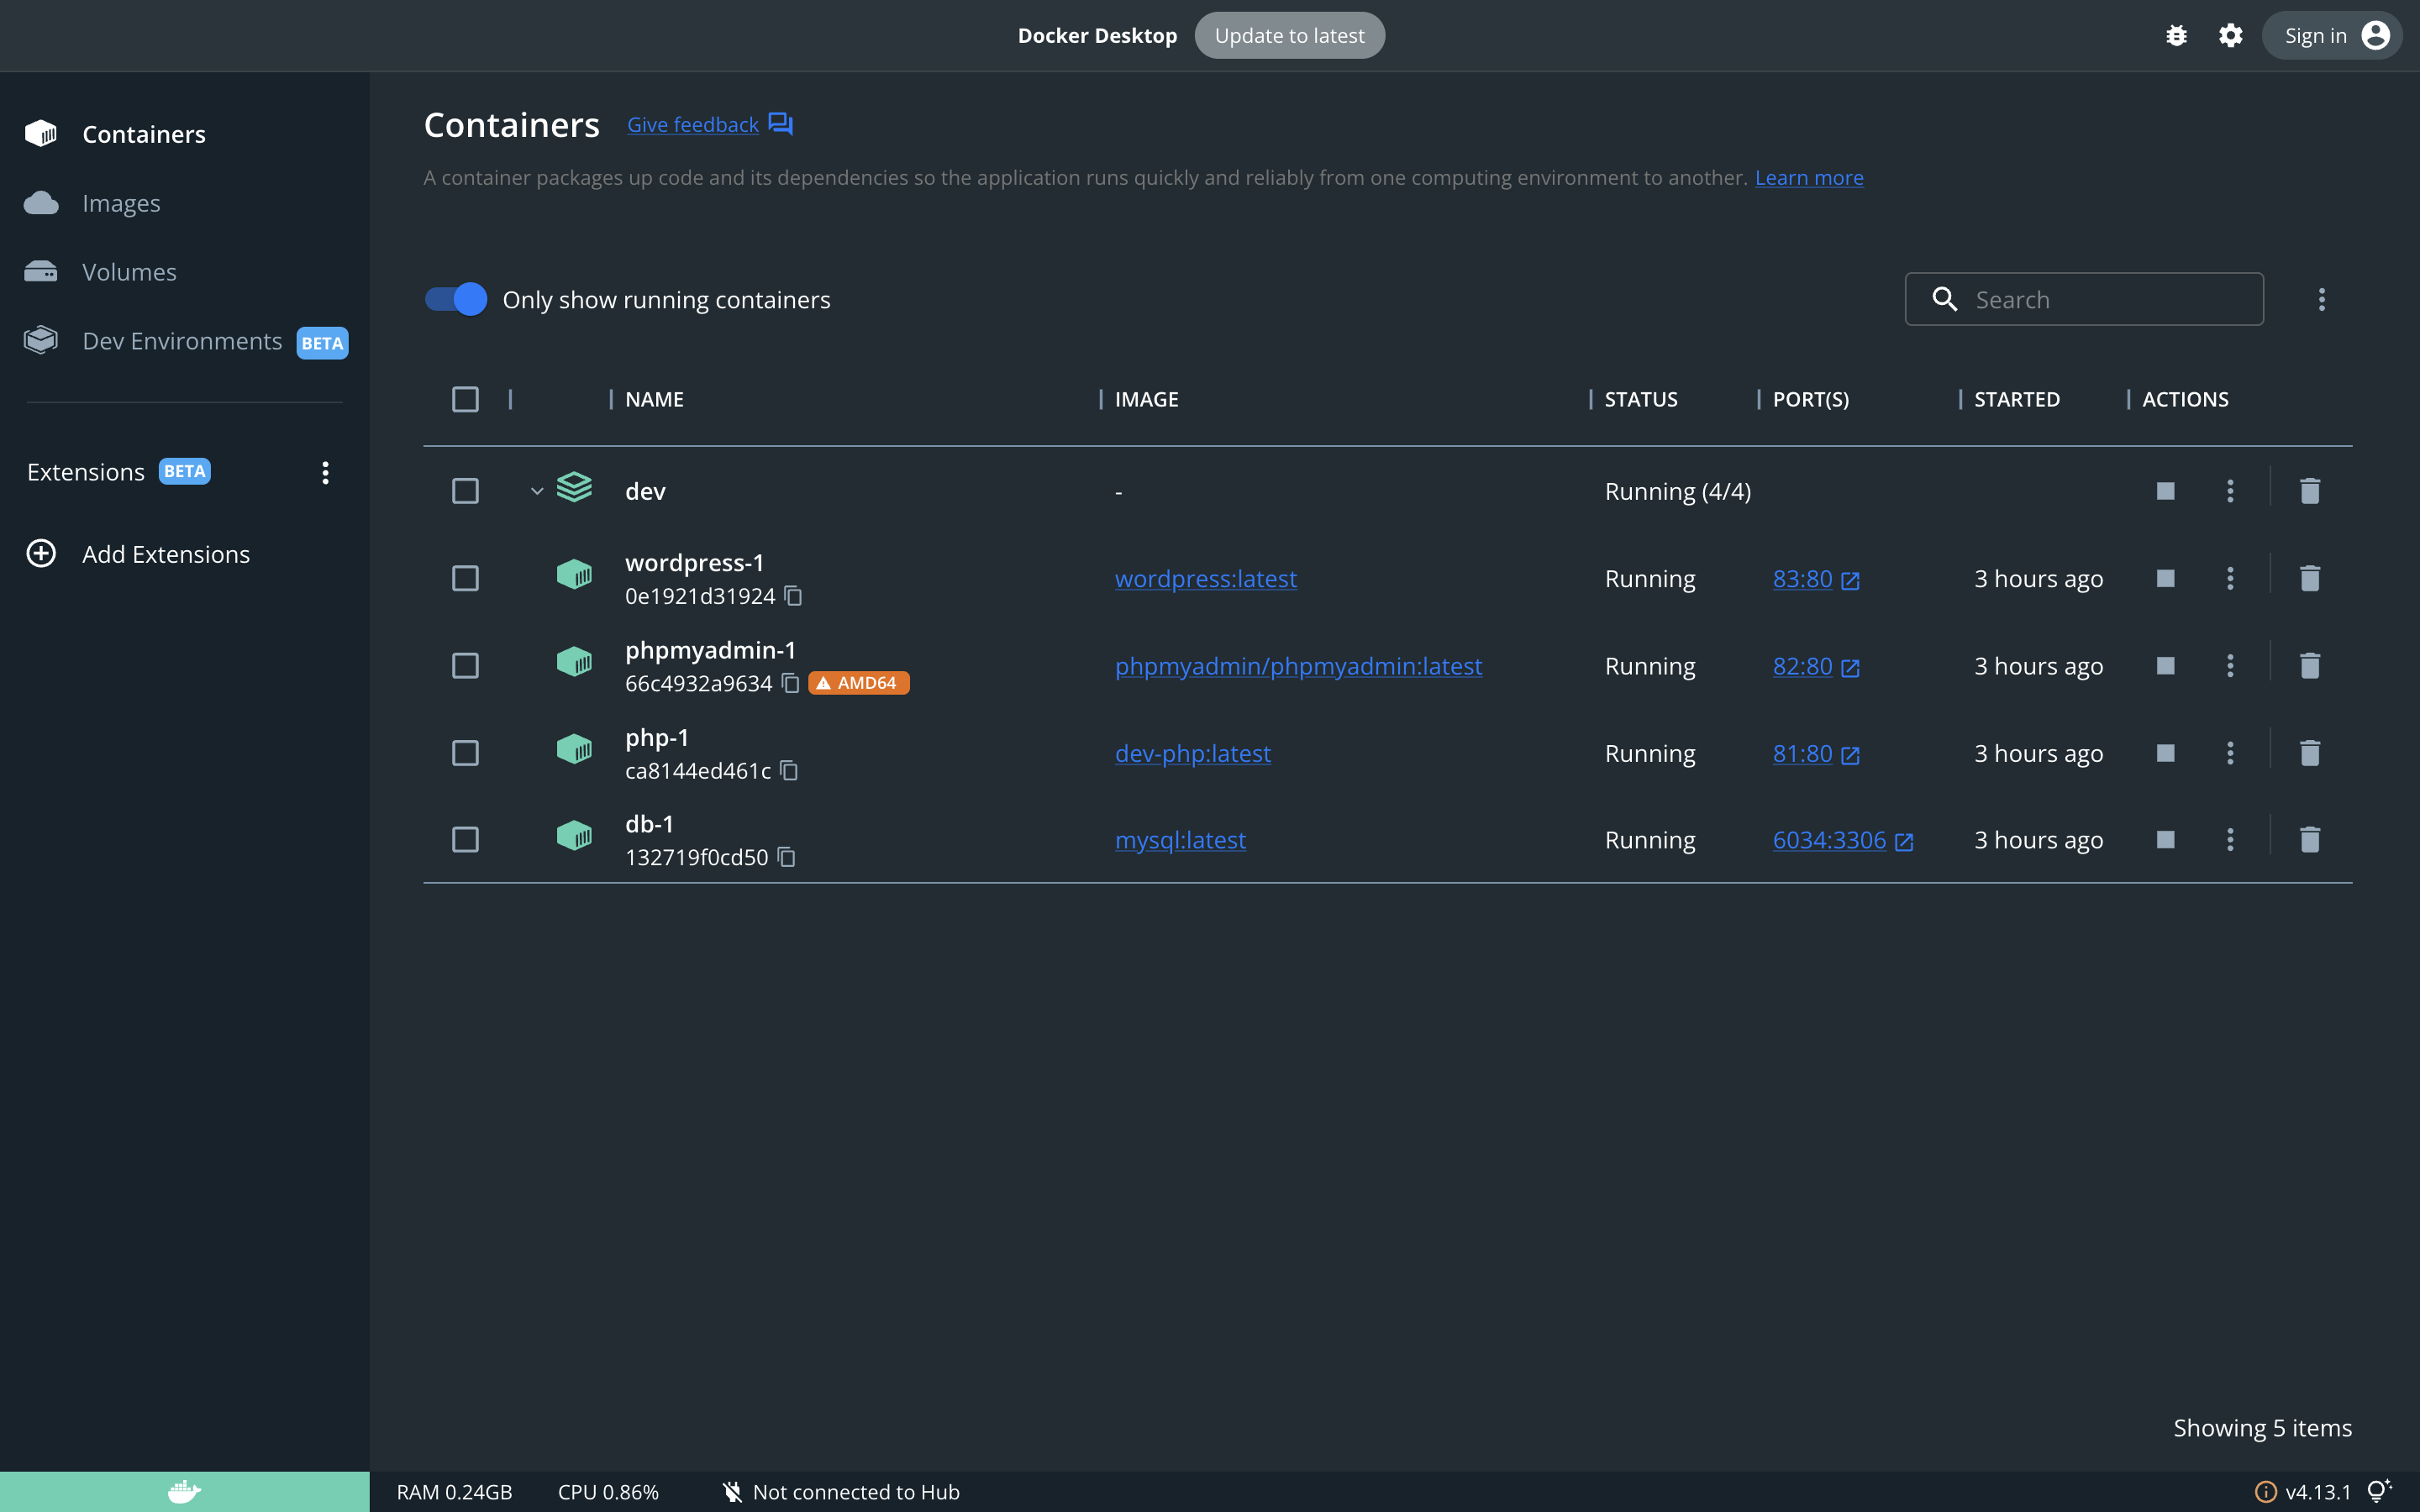 Docker Desktop Update to latest Sign in
Containers
Images
Volumes
Dev Environments BETA
Extensions BETA
Add Extensions
Containers Give feedback
A container packages up code and its dependencies so the application runs quickly and reliably from one computing environment to another. Learn more
Only show running containers Search
NAME IMAGE STATUS PORT(S) STARTED ACTIONS
dev - Running (4/4)
wordpress-1
0e1921d31924 wordpress:latest Running 83:80 3 hours ago
phpmyadmin-1
66c4932a9634 AMD64 phpmyadmin/phpmyadmin:latest Running 82:80 3 hours ago
php-1
ca8144ed461c dev-php:latest Running 81:80 3 hours ago
db-1
132719f0cd50 mysql:latest Running 6034:3306 3 hours ago
Showing 5 items
RAM 0.24GB CPU 0.86% Not connected to Hub v4.13.1